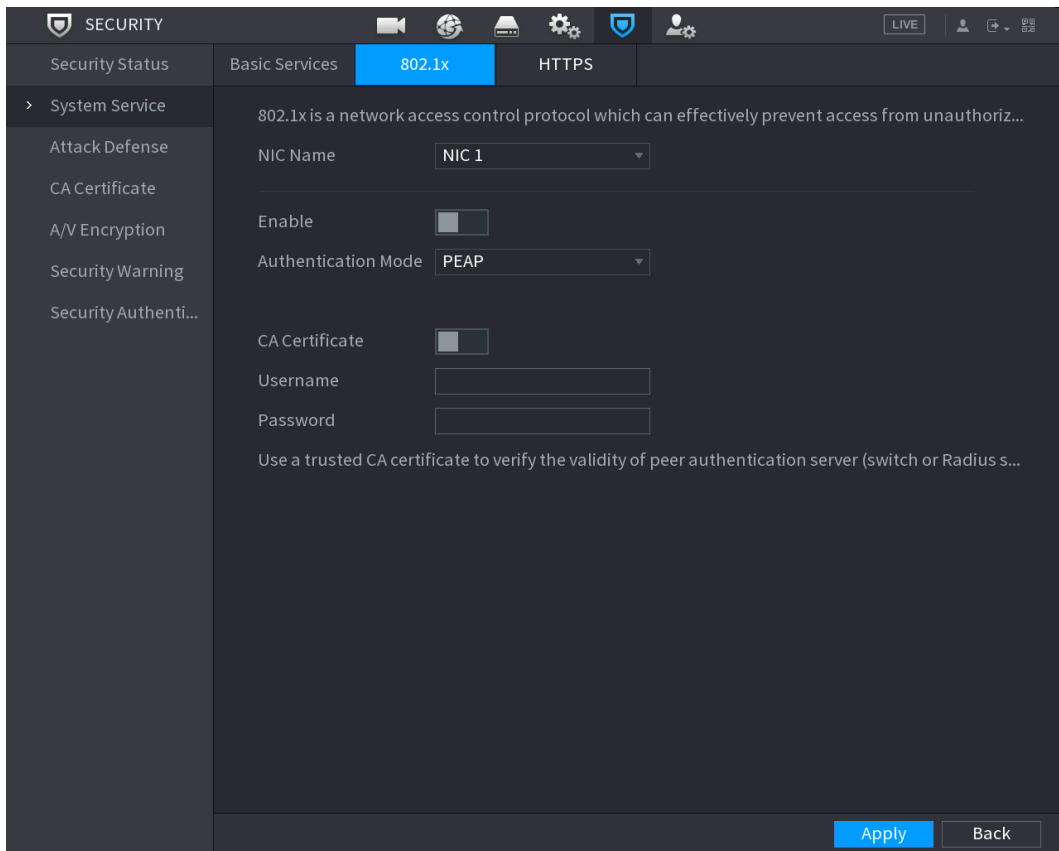 SECURITY
LIVE
Security Status
System Service
Attack Defense
CA Certificate
A/V Encryption
Security Warning
Security Authenti...
Basic Services 802.1x HTTPS
802.1x is a network access control protocol which can effectively prevent access from unauthoriz...
NIC Name NIC 1
Enable
Authentication Mode PEAP
CA Certificate
Username
Password
Use a trusted CA certificate to verify the validity of peer authentication server (switch or Radius s...
Apply Back